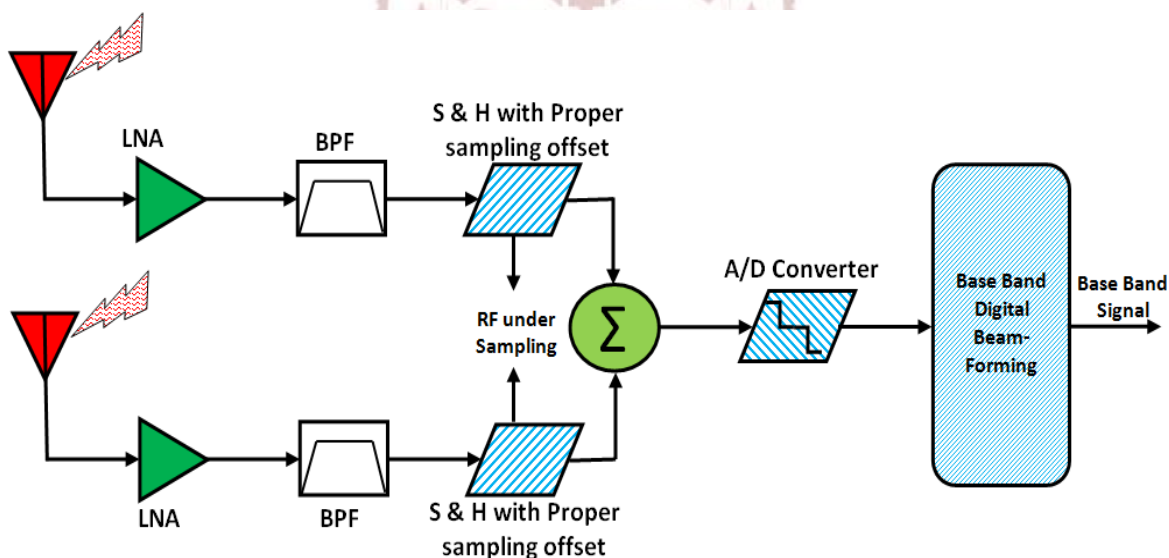 LNA
BPF
S & H with Proper
sampling offset
RF under
Sampling
Σ
A/D Converter
Base Band
Digital
Beam-
Forming
Base Band
Signal
LNA
BPF
S & H with Proper
sampling offset